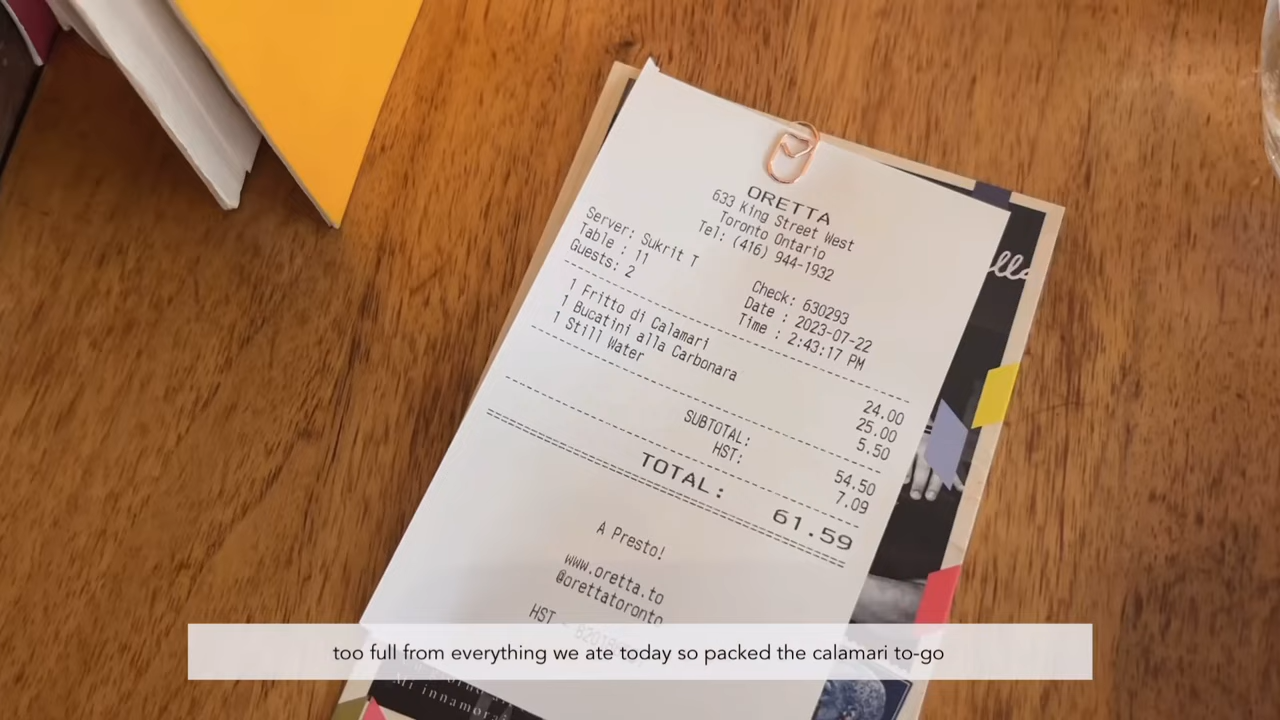 ORETTA
633 King Street West
Toronto Ontario
Tel: (416) 944-1932
Server: Sukrit T
Table : 11
Guests: 2
Check: 630293
Date : 2023-07-22
Time : 2:43:17 PM
1 Fritto di Calamari 24.00
1 Bucatini alla Carbonara 25.00
1 Still Water 5.50
SUBTOTAL: 54.50
HST: 7.09
TOTAL: 61.59
A Presto!
www.oretta.to
@orettatoronto
HST
too full from everything we ate today so packed the calamari to-go
Mi